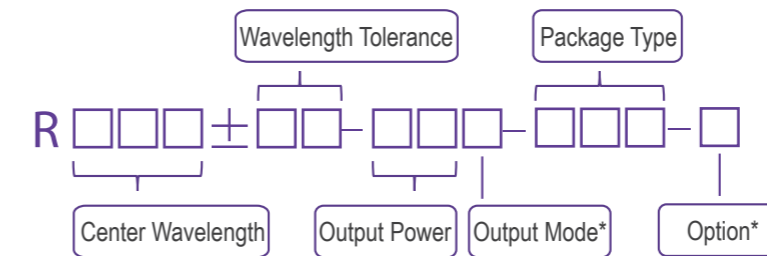 Wavelength Tolerance Package Type
R □□□±□□-□□□-□□□-□
Center Wavelength Output Power Output Mode* Option*